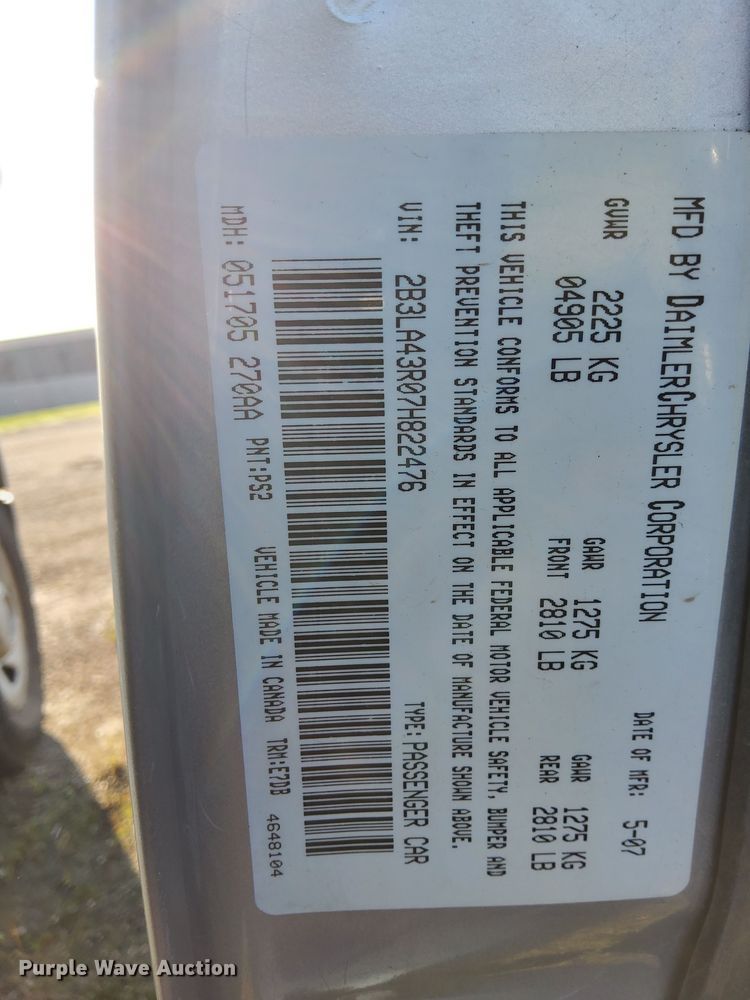 MFD BY DAIMLERCHRYSLER CORPORATION
DATE OF MFR: 5-07
GVWR 2225 KG
04905 LB
GAWR 1275 KG
FRONT 2810 LB
GAWR 1275 KG
REAR 2810 LB
THIS VEHICLE CONFORMS TO ALL APPLICABLE FEDERAL MOTOR VEHICLE SAFETY, BUMPER AND
THEFT PREVENTION STANDARDS IN EFFECT ON THE DATE OF MANUFACTURE SHOWN ABOVE.
VIN: 2B3LA43R07H822476 TYPE: PASSENGER CAR
MDH: 051705 270AA PNT:PS2 VEHICLE MADE IN CANADA TRM:E7DB
4648104
Purple Wave Auction